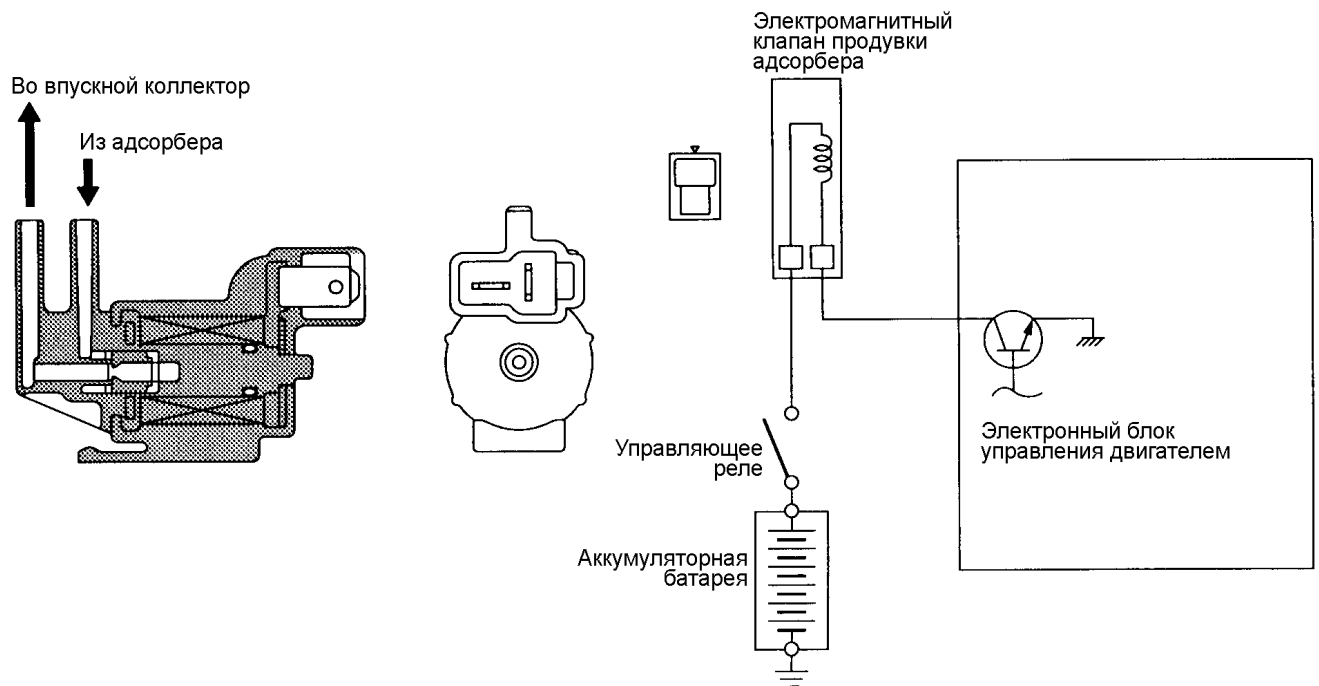 Электромагнитный
клапан продувки
адсорбера
Во впускной коллектор
Из адсорбера
Управляющее
реле
Электронный блок
управления двигателем
Аккумуляторная
батарея